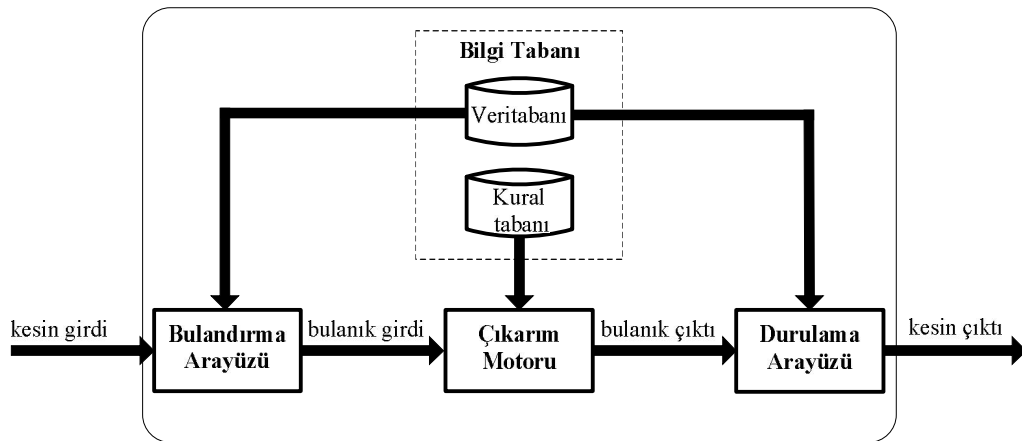 Bilgi Tabanı
Veritabanı
Kural
tabanı
kesin girdi
Bulandırma
Arayüzü
bulanık girdi
Çıkarım
Motoru
bulanık çıktı
Durulama
Arayüzü
kesin çıktı